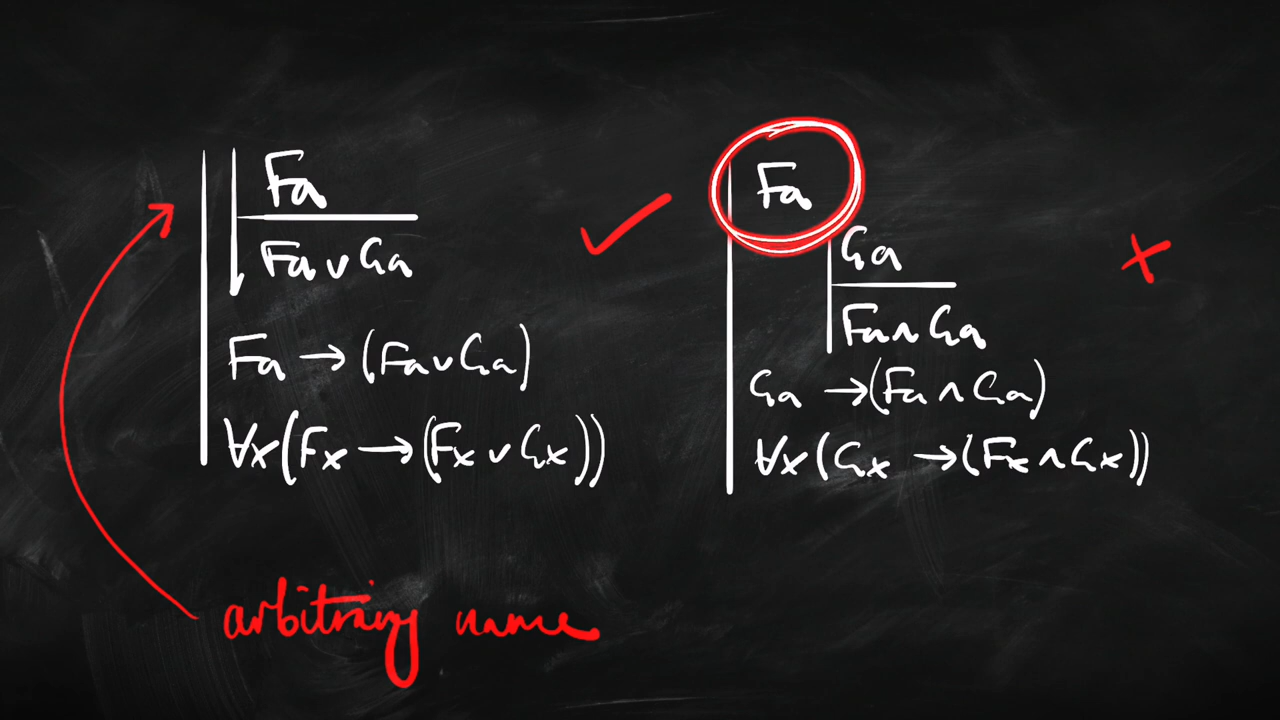 Fa
Fa ∨ Ga
Fa → (Fa ∨ Ga)
∀x(Fx → (Fx ∨ Gx))
Fa
Ga
Fa ∧ Ga
Ga → (Fa ∧ Ga)
∀x(Gx → (Fx ∧ Gx))
arbitrary name